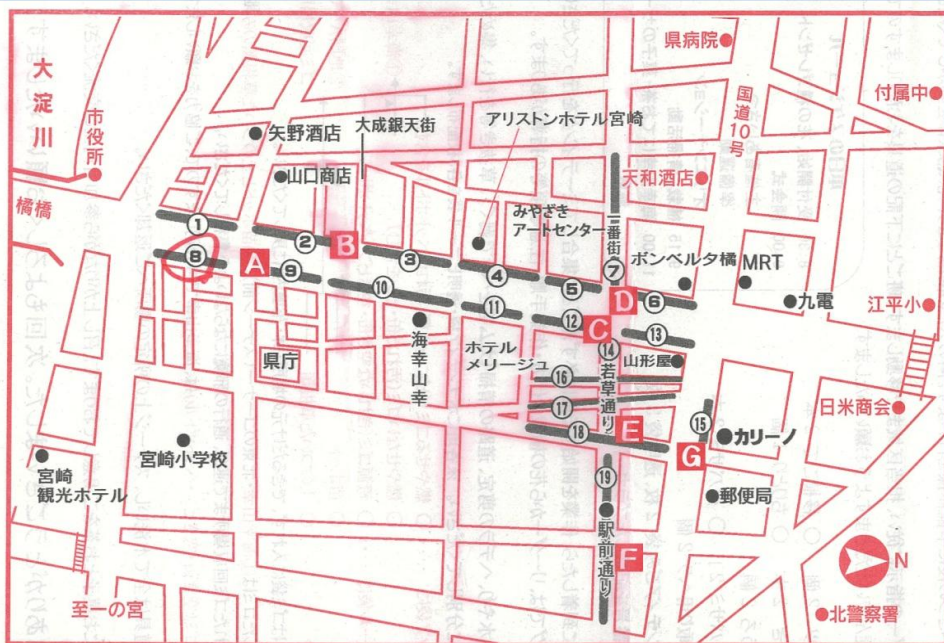 県病院
大淀川
市役所
橘橋
国道10号
付属中
矢野酒店
大成銀天街
アリストンホテル宮崎
山口商店
天和酒店
みやざき
アートセンター
一番街
ボンベルタ橘
MRT
九電
江平小
① ② B ③ ④ ⑤ ⑦ D ⑥
⑧ A ⑨ ⑩ ⑪ ⑫ C ⑬
県庁
海幸山幸
ホテル
メリージュ
⑭
若草通り
山形屋
⑯
⑰
⑱ E
⑮
G
カリーノ
日米商会
宮崎
観光ホテル
宮崎小学校
郵便局
⑲
駅前通り
F
N
至一の宮
北警察署